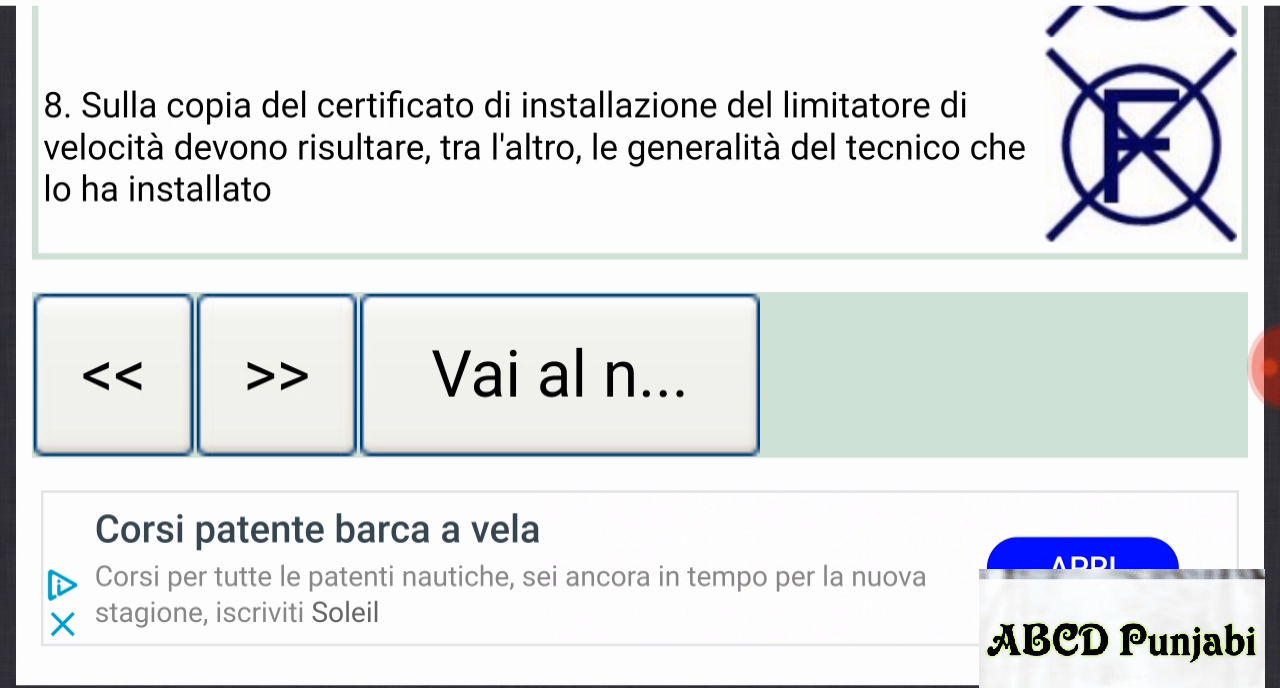 8. Sulla copia del certificato di installazione del limitatore di
velocità devono risultare, tra l'altro, le generalità del tecnico che
lo ha installato
F
<<
>>
Vai al n...
Corsi patente barca a vela
Corsi per tutte le patenti nautiche, sei ancora in tempo per la nuova
stagione, iscriviti Soleil
ABCD Punjabi